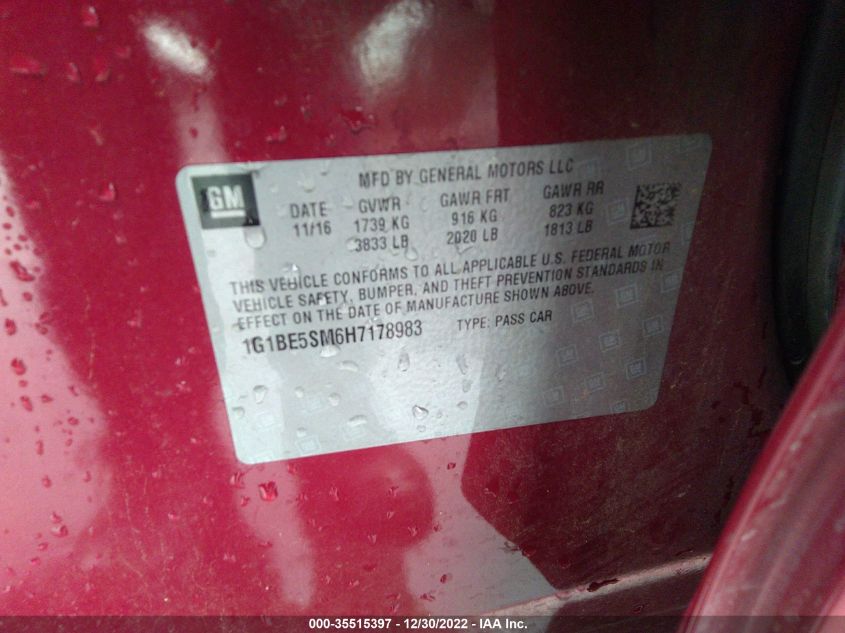 GM
MFD BY GENERAL MOTORS LLC
DATE GVWR GAWR FRT GAWR RR
11/16 1739 KG 916 KG 823 KG
3833 LB 2020 LB 1813 LB
THIS VEHICLE CONFORMS TO ALL APPLICABLE U.S. FEDERAL MOTOR
VEHICLE SAFETY, BUMPER, AND THEFT PREVENTION STANDARDS IN
EFFECT ON THE DATE OF MANUFACTURE SHOWN ABOVE.
1G1BE5SM6H7178983 TYPE: PASS CAR
000-35515397 - 12/30/2022 - IAA Inc.